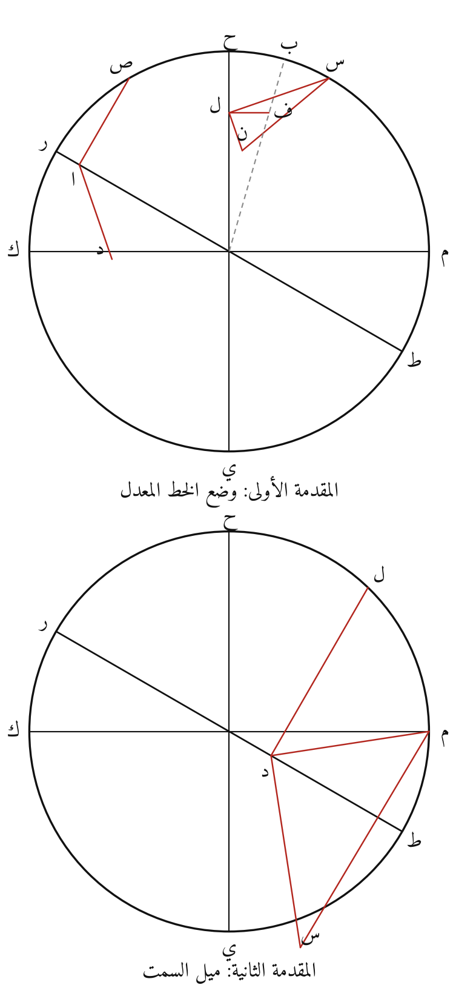 ح
ب
س
ص
ل
ف
ن
ر
ا
ك
د
م
ط
ي
المقدمة الأولى: وضع الخط المعدل
ح
ل
ر
ك
م
د
ط
س
ي
المقدمة الثانية: ميل السمت